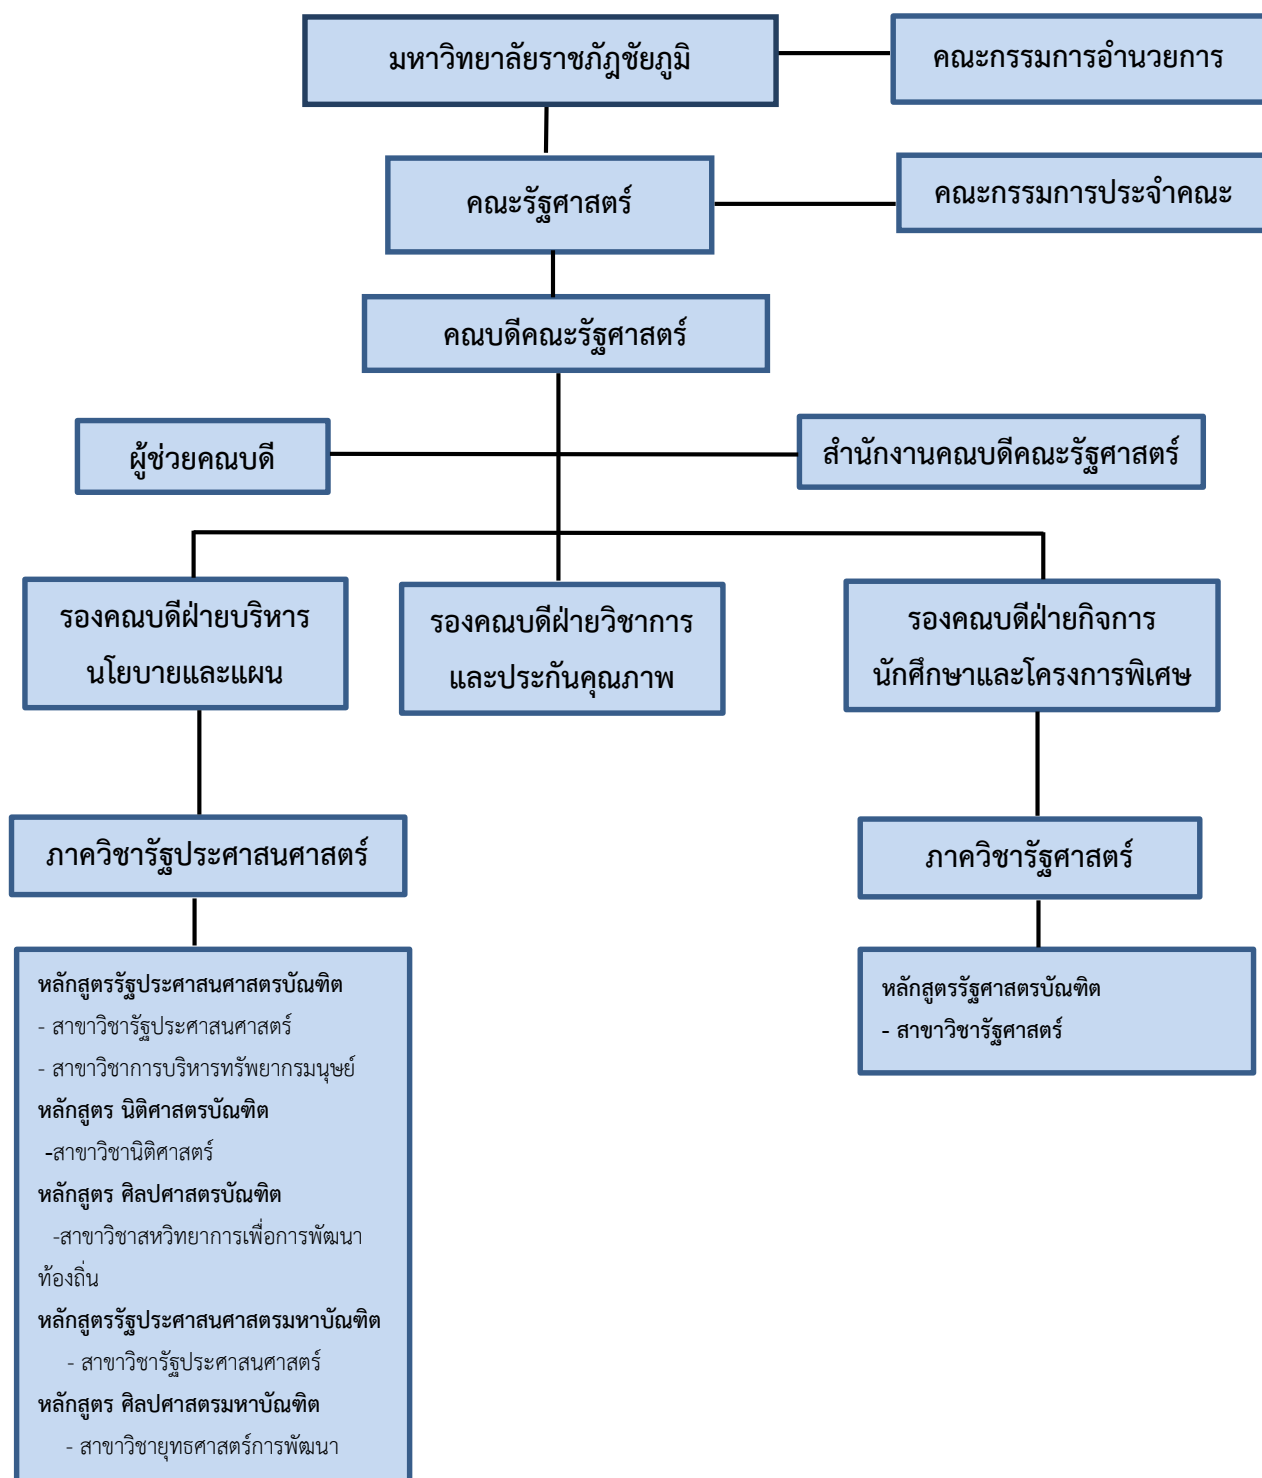 มหาวิทยาลัยราชภัฏชัยภูมิ
คณะกรรมการอำนวยการ
คณะรัฐศาสตร์
คณะกรรมการประจำคณะ
คณบดีคณะรัฐศาสตร์
ผู้ช่วยคณบดี
สำนักงานคณบดีคณะรัฐศาสตร์
รองคณบดีฝ่ายบริหาร
นโยบายและแผน
รองคณบดีฝ่ายวิชาการ
และประกันคุณภาพ
รองคณบดีฝ่ายกิจการ
นักศึกษาและโครงการพิเศษ
ภาควิชารัฐประศาสนศาสตร์
ภาควิชารัฐศาสตร์
หลักสูตรรัฐประศาสนศาสตรบัณฑิต
- สาขาวิชารัฐประศาสนศาสตร์
- สาขาวิชาการบริหารทรัพยากรมนุษย์
หลักสูตร นิติศาสตรบัณฑิต
-สาขาวิชานิติศาสตร์
หลักสูตร ศิลปศาสตรบัณฑิต
-สาขาวิชาสหวิทยาการเพื่อการพัฒนา
ท้องถิ่น
หลักสูตรรัฐประศาสนศาสตรมหาบัณฑิต
- สาขาวิชารัฐประศาสนศาสตร์
หลักสูตร ศิลปศาสตรมหาบัณฑิต
- สาขาวิชายุทธศาสตร์การพัฒนา
หลักสูตรรัฐศาสตรบัณฑิต
- สาขาวิชารัฐศาสตร์